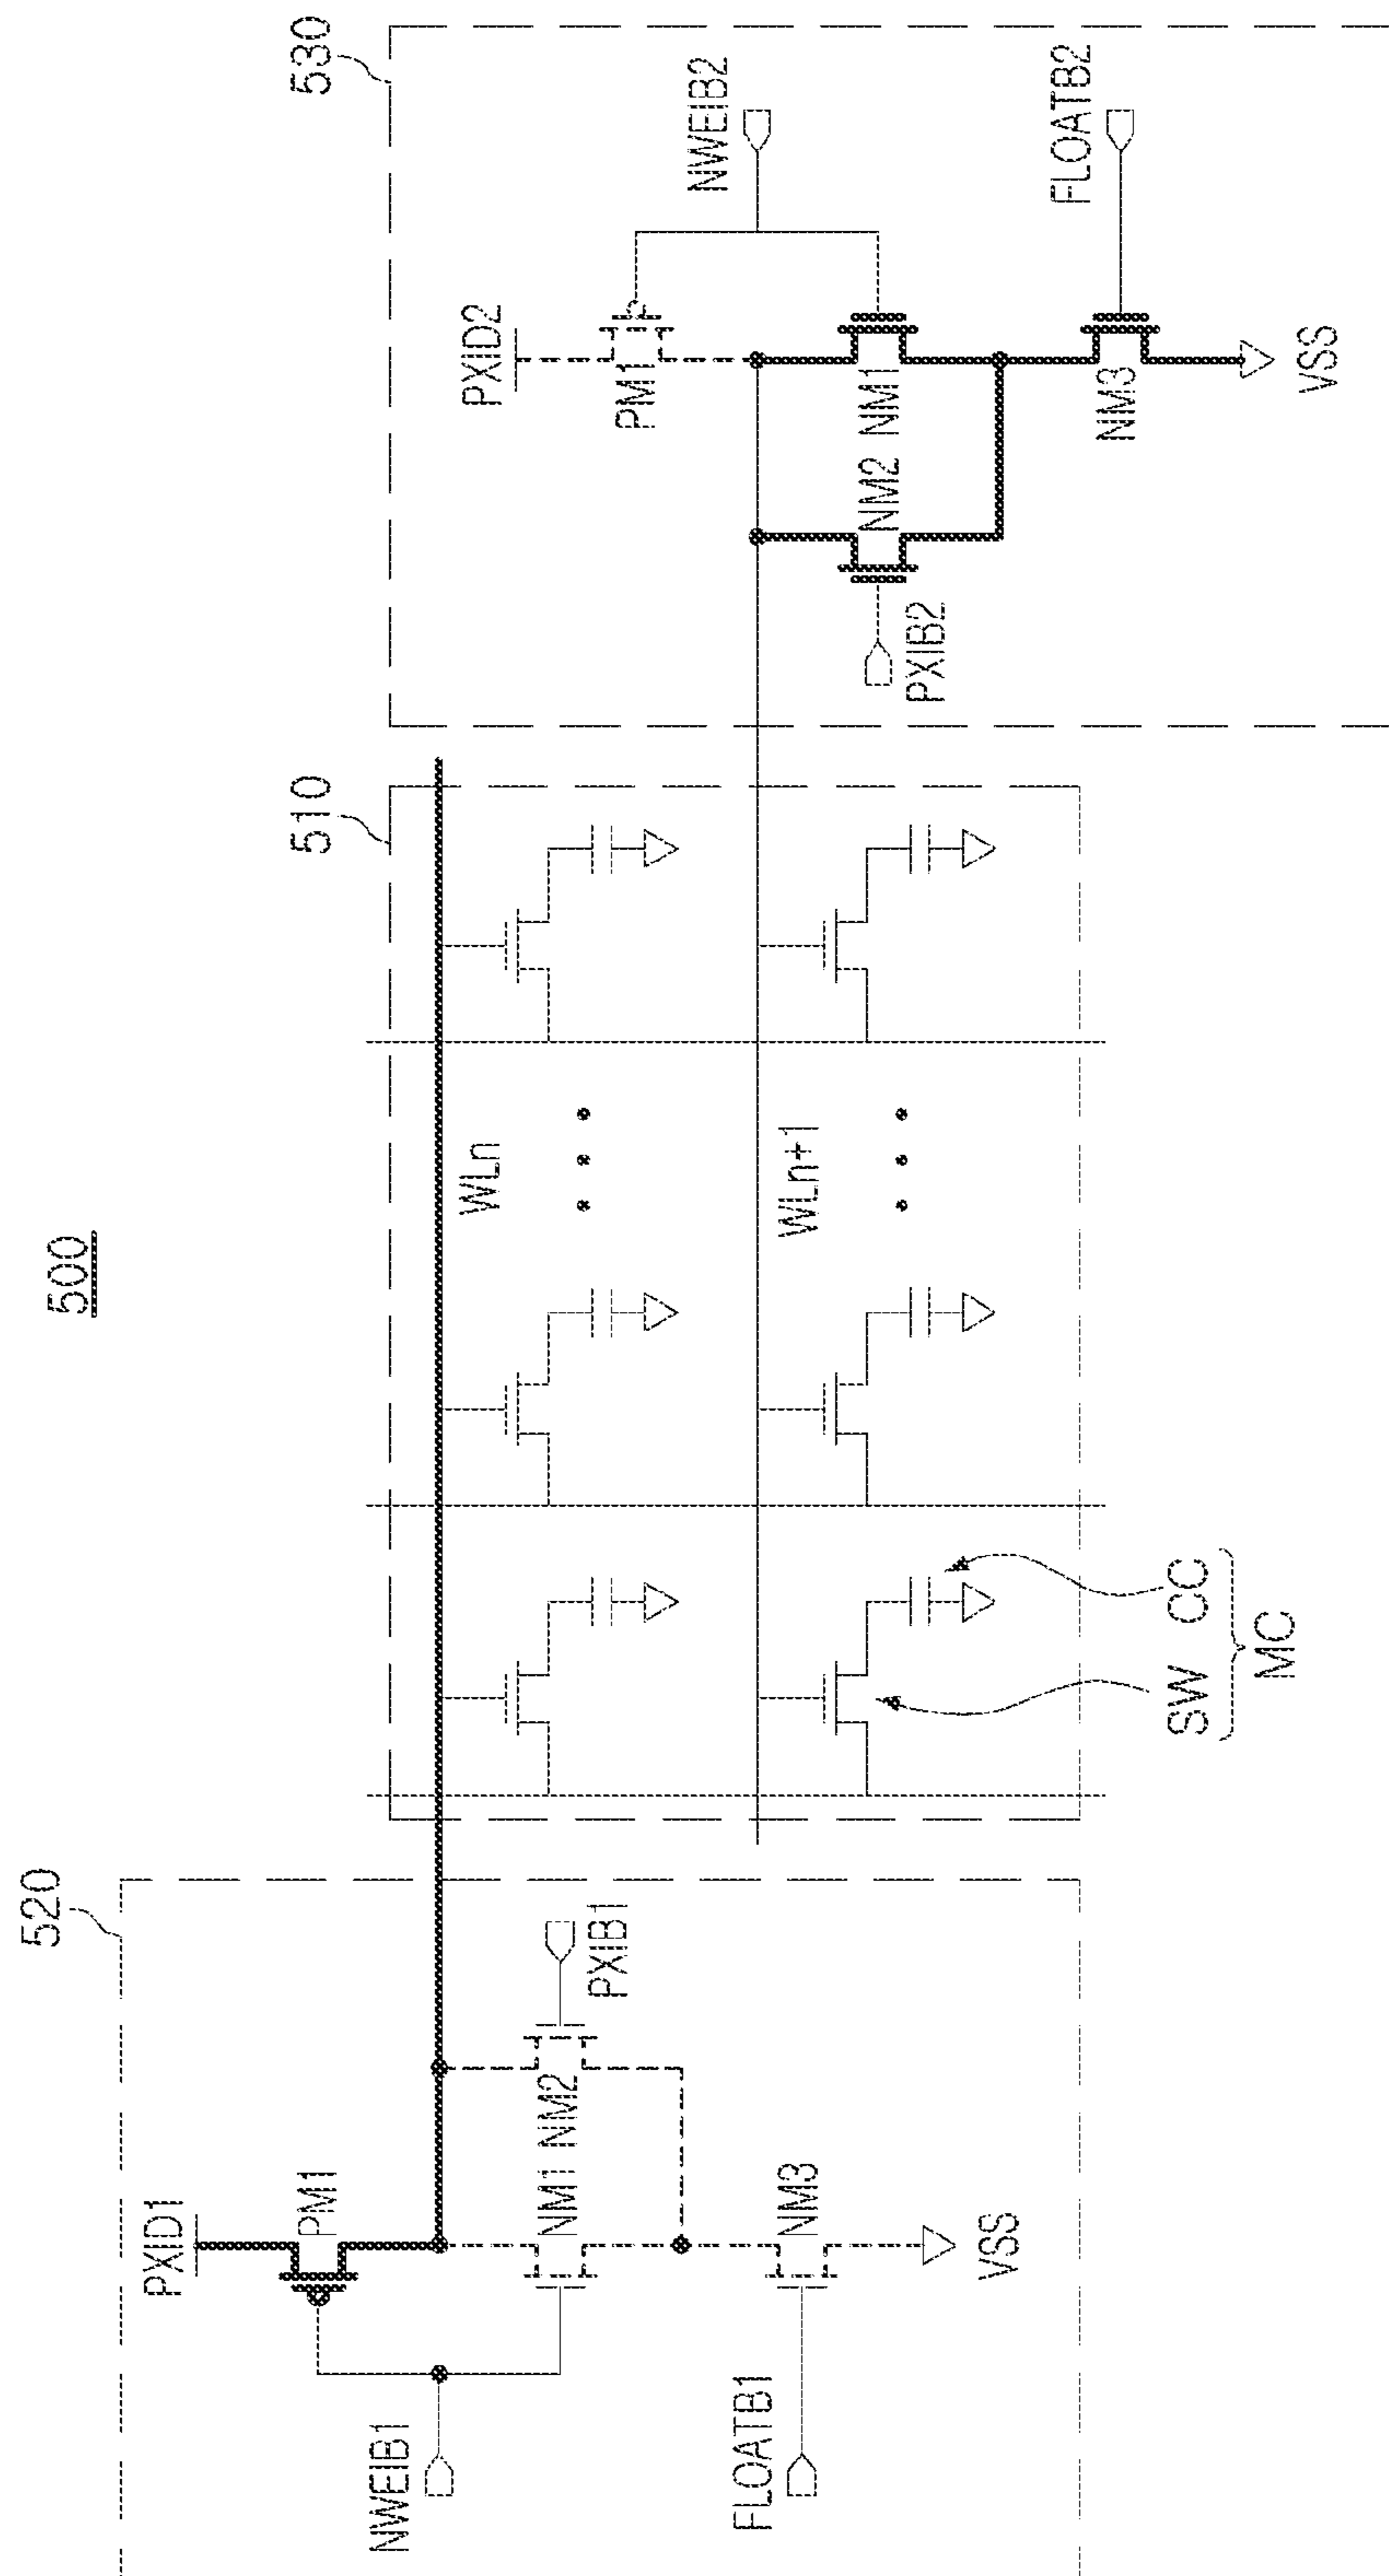 500
520
PXID1
PM1
NWEIB1
NM1 NM2
PXIB1
FLOATB1
NM3
VSS
510
WLn
WLn+1
SW CC
MC
530
PXID2
PM1
NWEIB2
NM2 NM1
PXIB2
FLOATB2
NM3
VSS